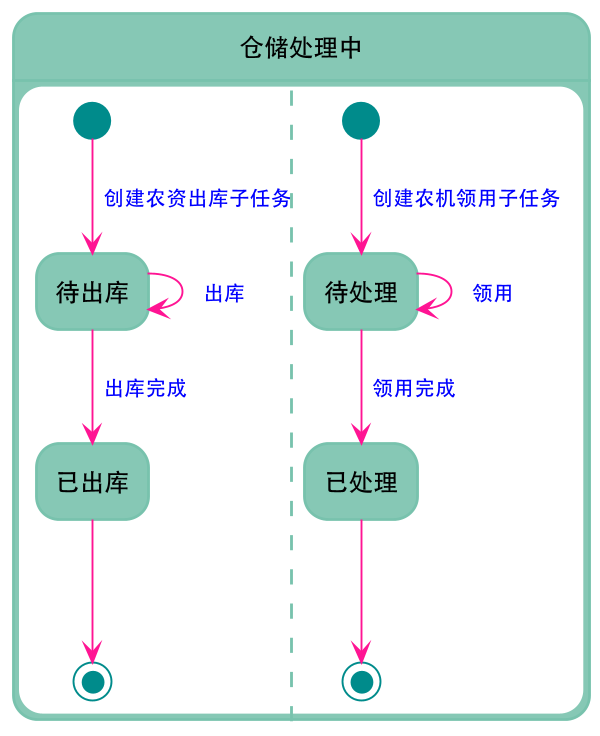 仓储处理中
创建农资出库子任务
待出库
出库
出库完成
已出库
创建农机领用子任务
待处理
领用
领用完成
已处理